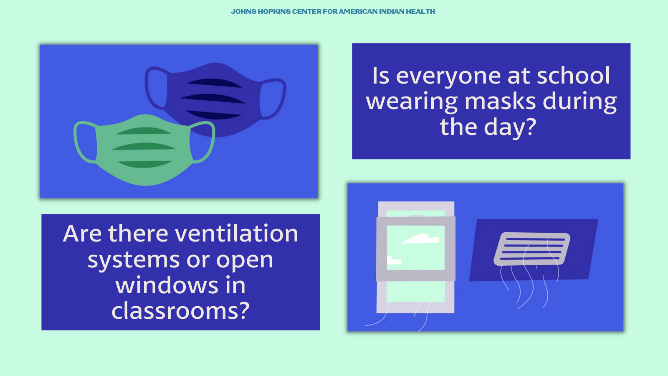 JOHNS HOPKINS CENTER FOR AMERICAN INDIAN HEALTH
Is everyone at school
wearing masks during
the day?
Are there ventilation
systems or open
windows in
classrooms?